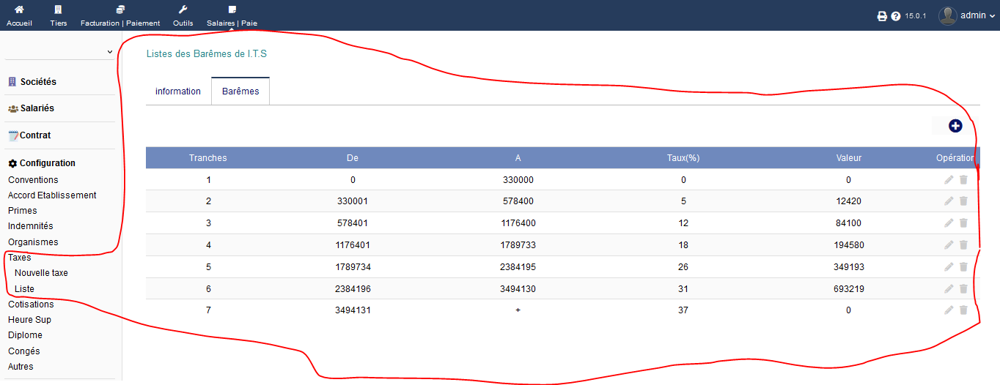 Accueil Tiers Facturation | Paiement Outils Salaires | Paie 15.0.1 admin
Listes des Barêmes de I.T.S
Sociétés
Salariés
Contrat
Configuration
Conventions
Accord Etablissement
Primes
Indemnités
Organismes
Taxes
Nouvelle taxe
Liste
Cotisations
Heure Sup
Diplome
Congés
Autres
information Barêmes
Tranches De A Taux(%) Valeur Opération
1 0 330000 0 0
2 330001 578400 5 12420
3 578401 1176400 12 84100
4 1176401 1789733 18 194580
5 1789734 2384195 26 349193
6 2384196 3494130 31 693219
7 3494131 + 37 0